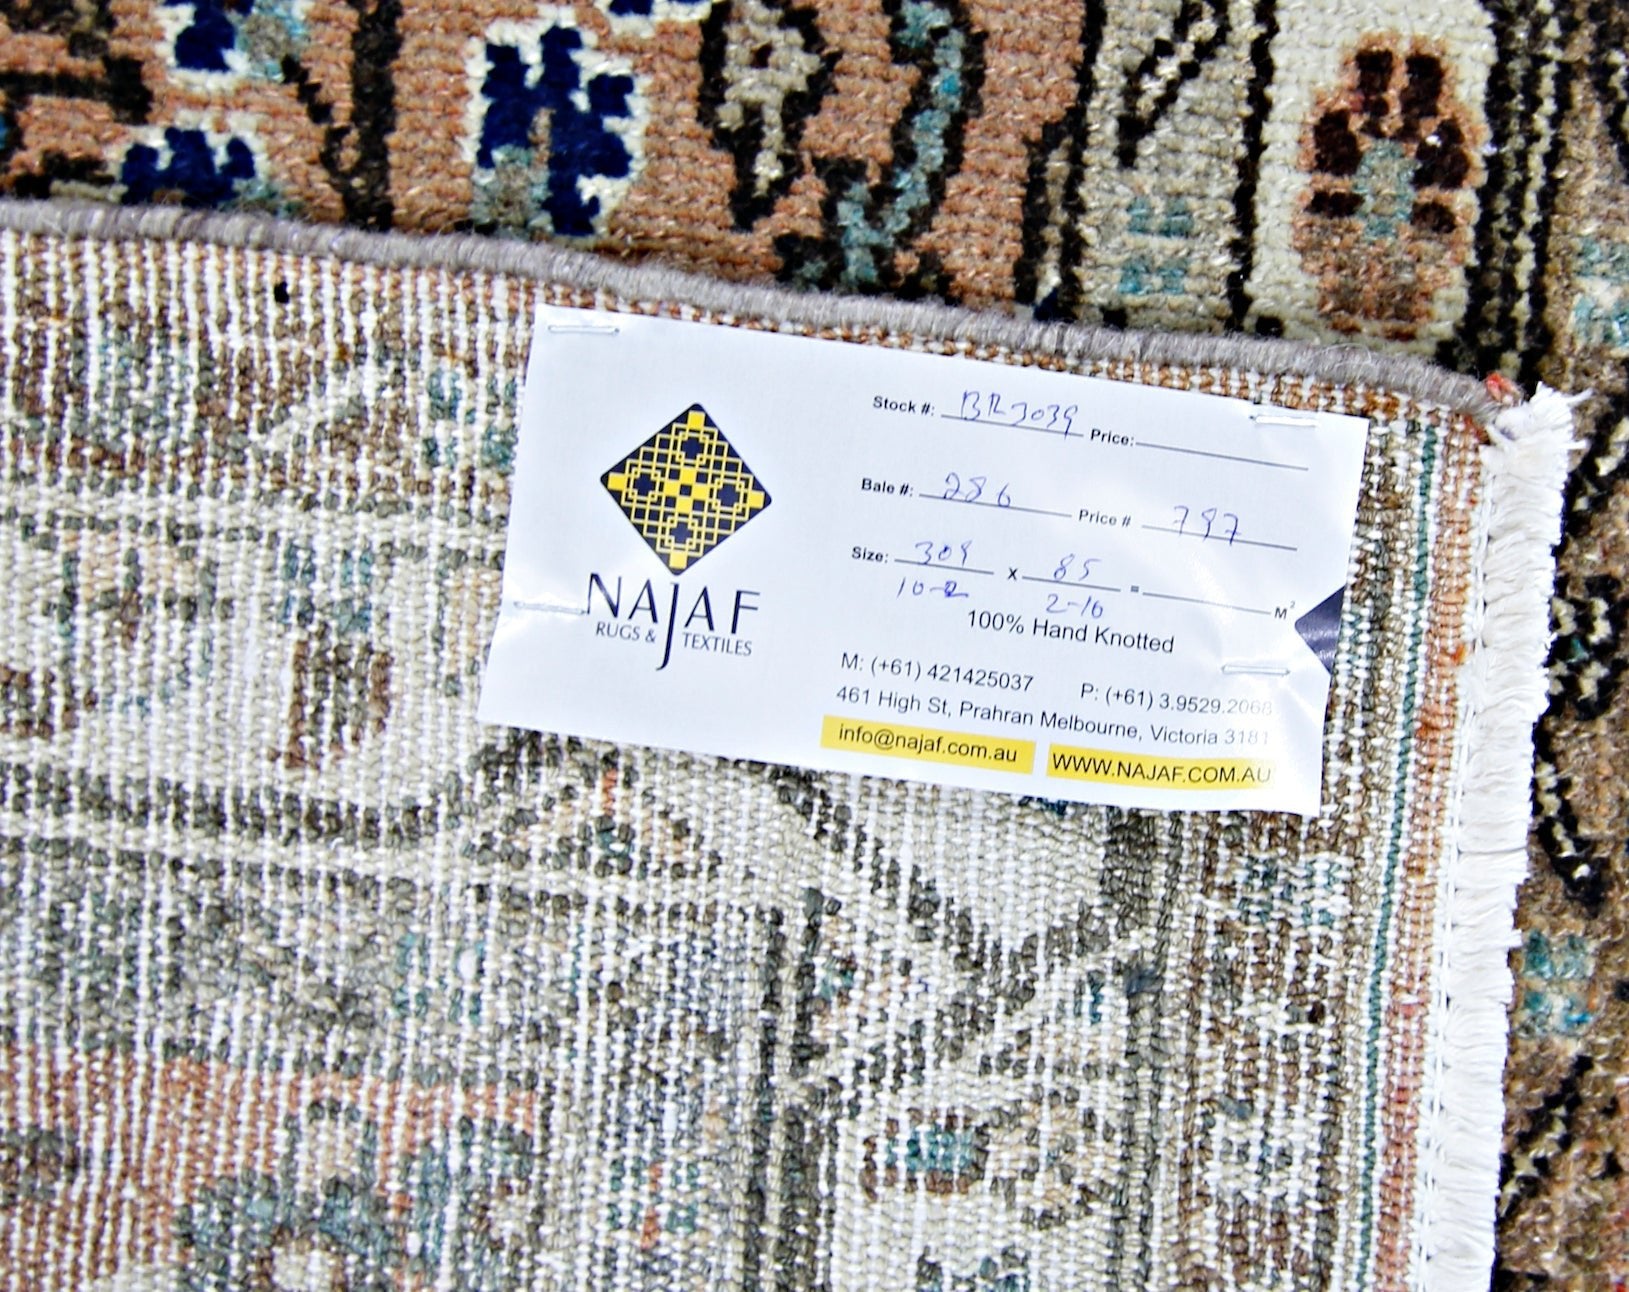 NAJAF
RUGS & TEXTILES
Stock #: BR3039 Price:
Bale #: 286 Price # 797
Size: 309 x 85 = M²
10-2 2-10
100% Hand Knotted
M: (+61) 421425037 P: (+61) 3.9529.2068
461 High St, Prahran Melbourne, Victoria 3181
info@najaf.com.au WWW.NAJAF.COM.AU